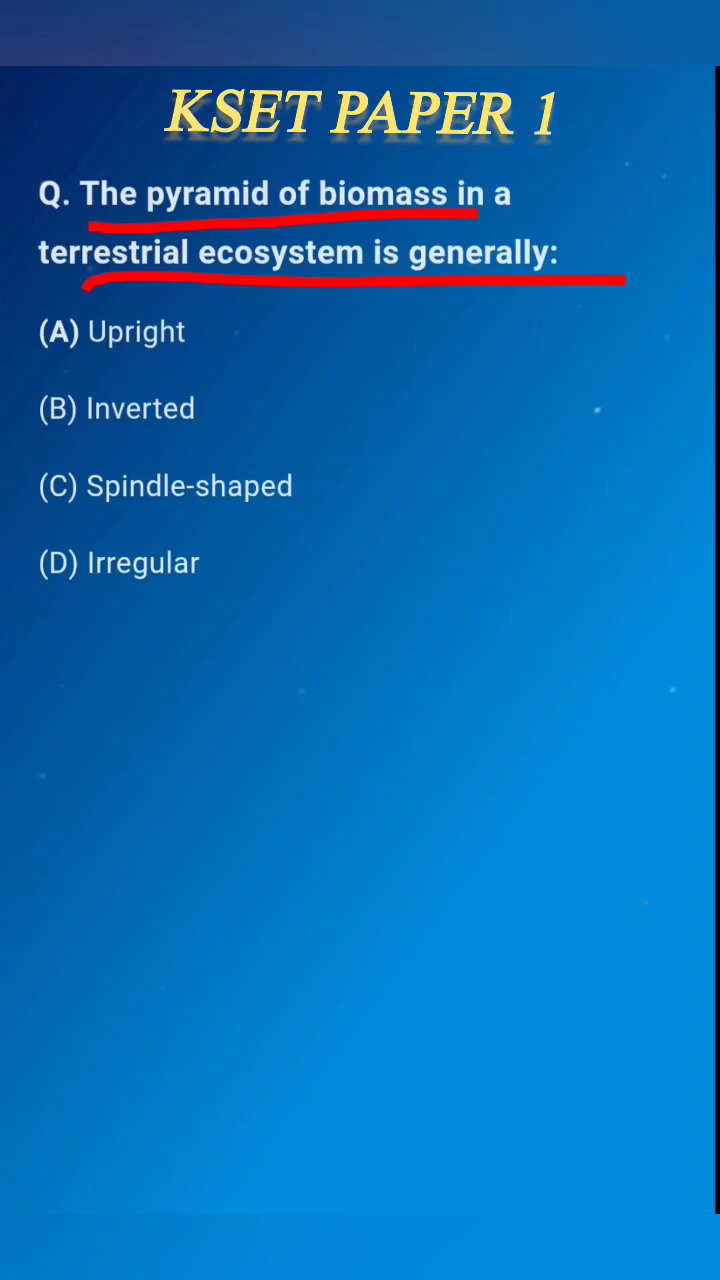 KSET PAPER 1
Q. The pyramid of biomass in a
terrestrial ecosystem is generally:
(A) Upright
(B) Inverted
(C) Spindle-shaped
(D) Irregular